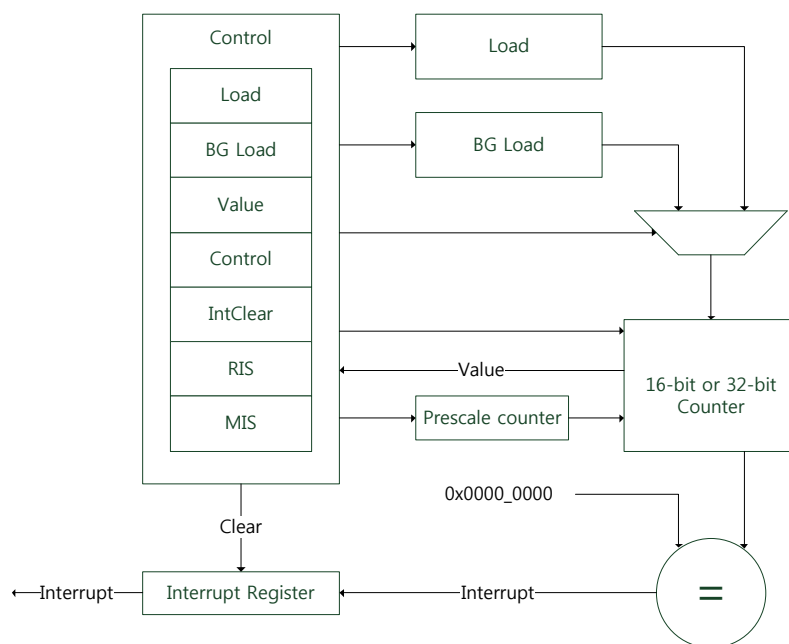 Control
Load
BG Load
Value
Control
IntClear
RIS
MIS
Load
BG Load
Value
Prescale counter
16-bit or 32-bit
Counter
0x0000_0000
Clear
Interrupt
Interrupt Register
Interrupt
=